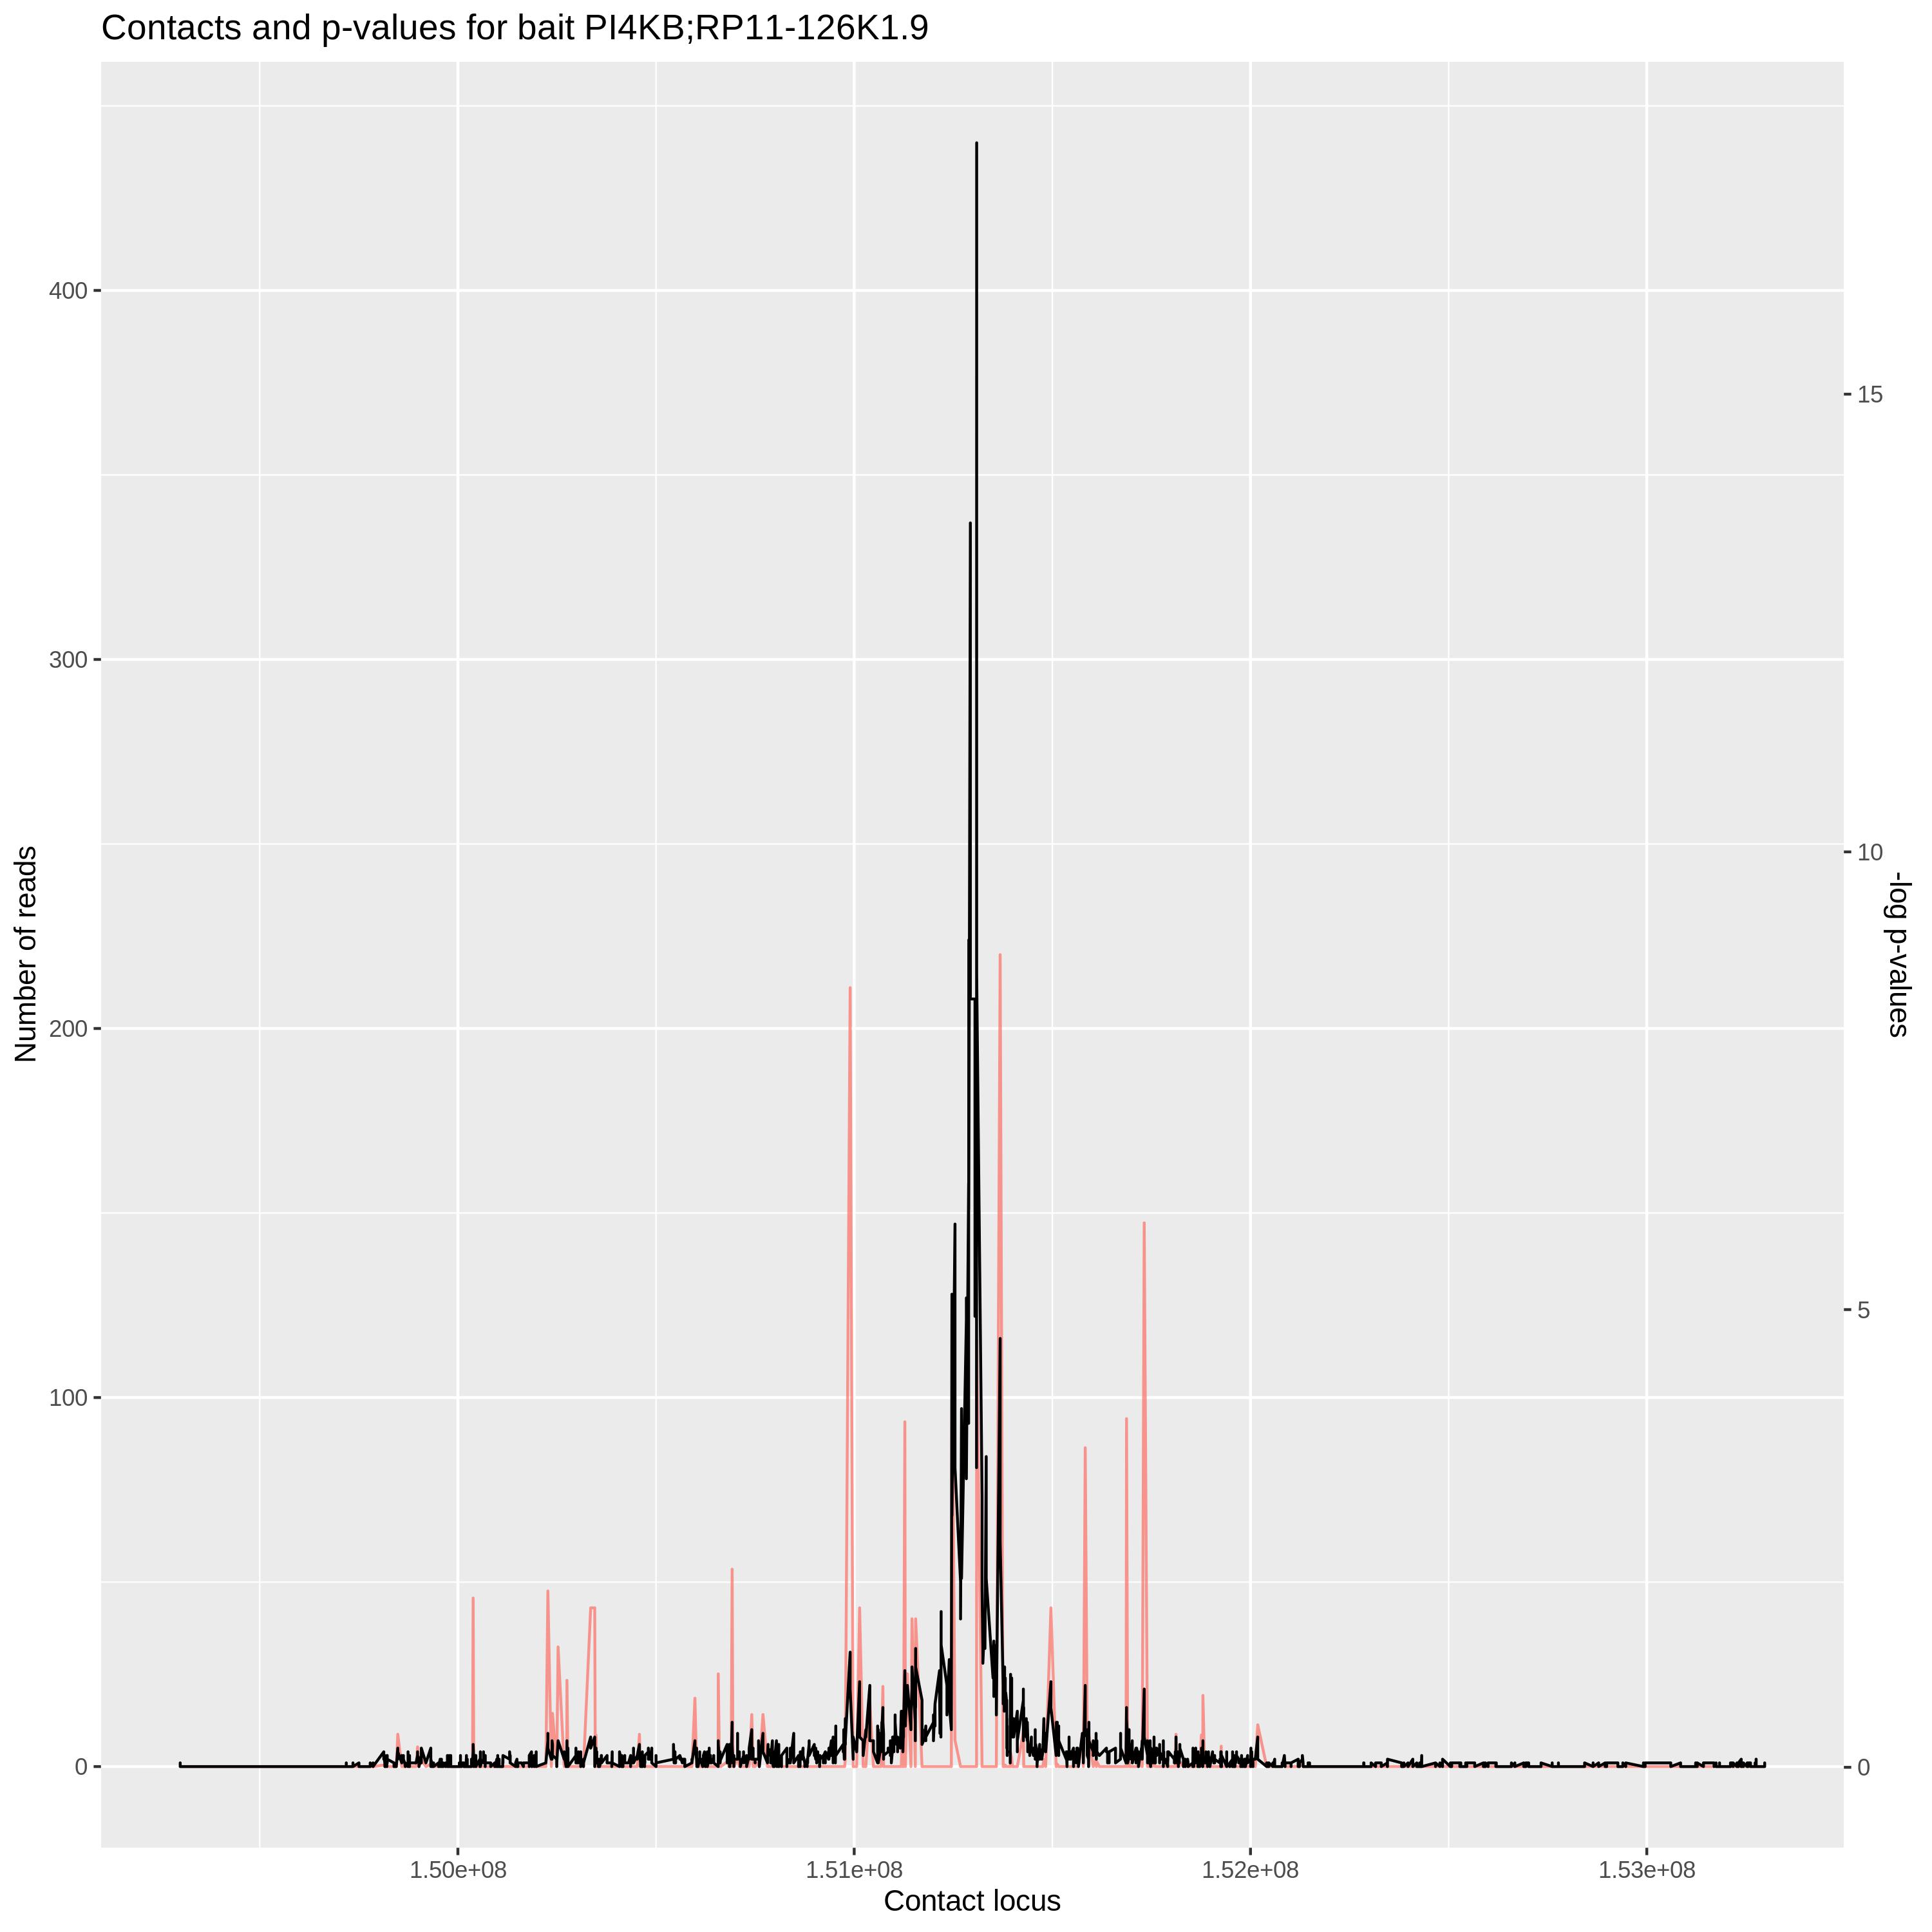 Contacts and p-values for bait PI4KB;RP11-126K1.9
400
300
200
100
0
Number of reads
15
10
5
0
-log p-values
1.50e+08
1.51e+08
1.52e+08
1.53e+08
Contact locus